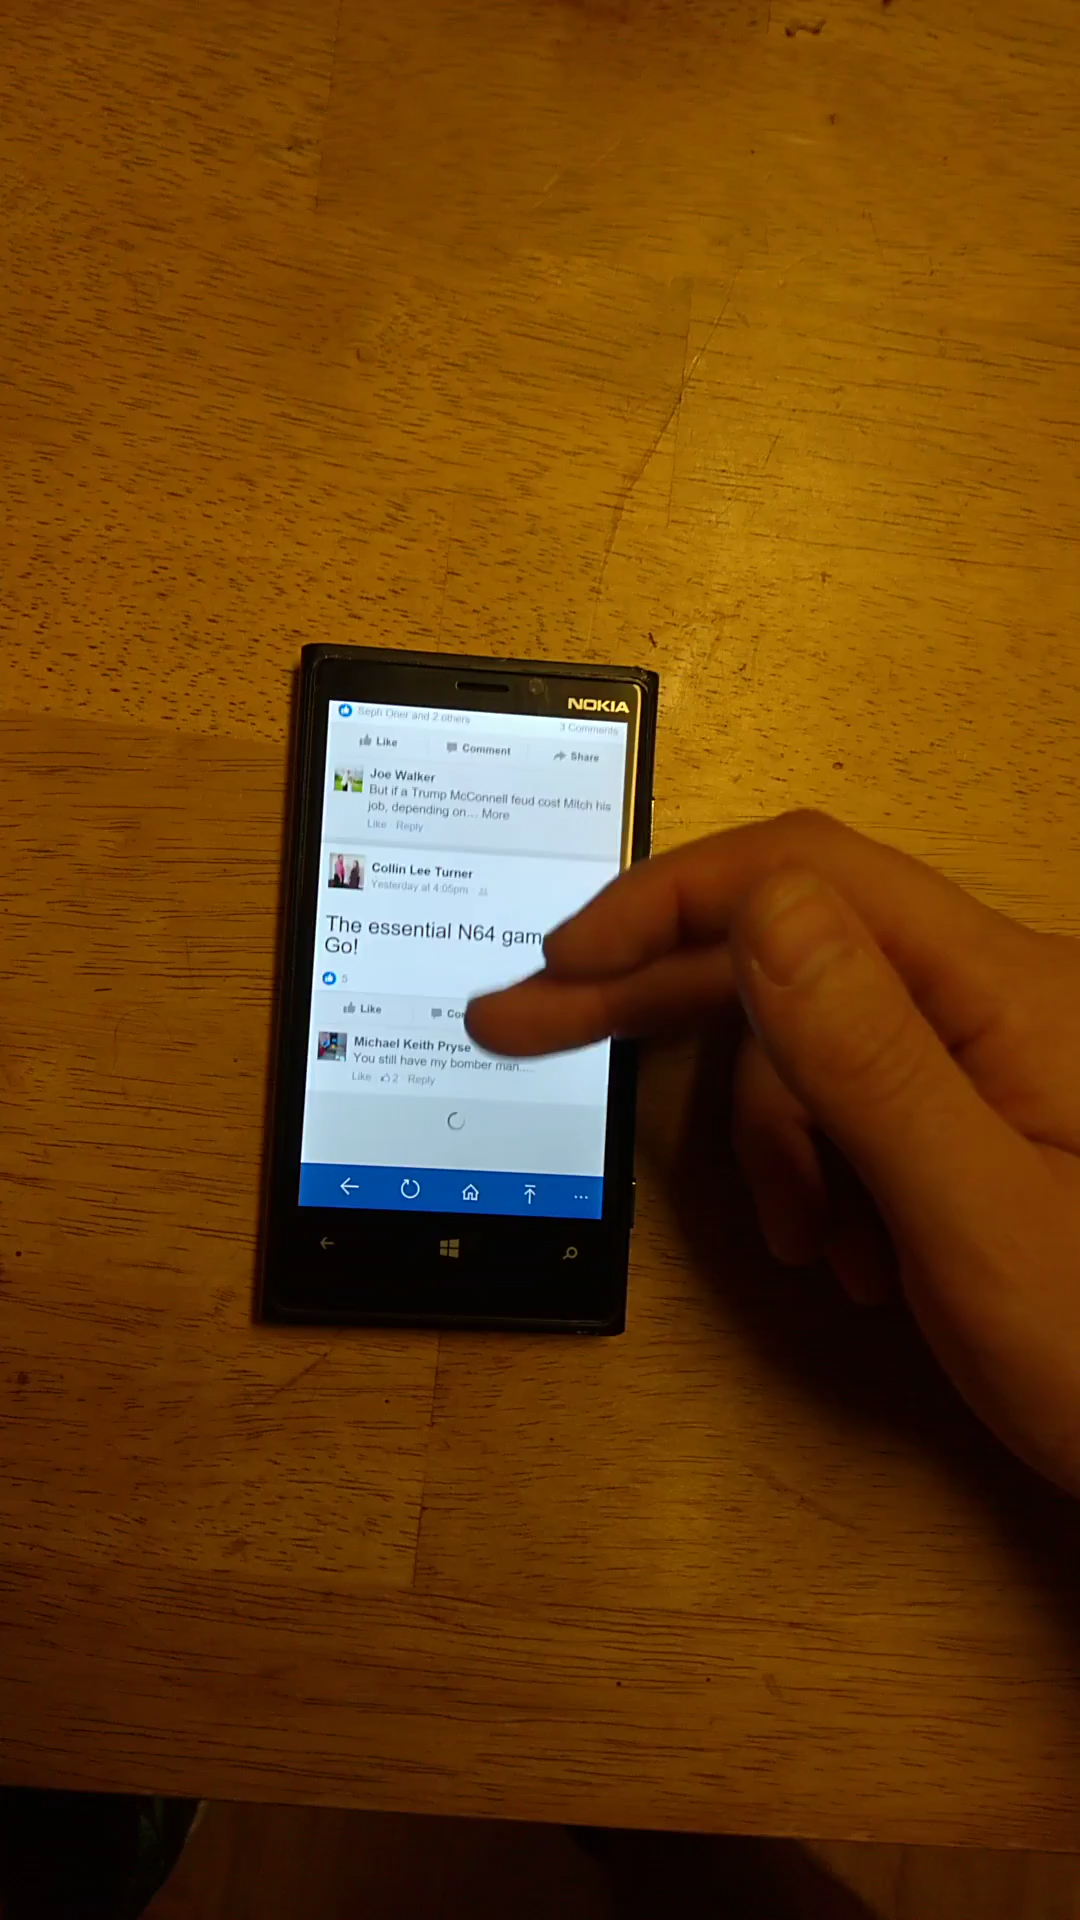 NOKIA
Seph Oner and 2 others
3 Comments
Like Comment Share
Joe Walker
But if a Trump McConnell feud cost Mitch his
job, depending on... More
Like · Reply
Collin Lee Turner
Yesterday at 4:05pm ·
The essential N64 gam
Go!
5
Like Co
Michael Keith Pryse
You still have my bomber man.....
Like · 2 · Reply
...